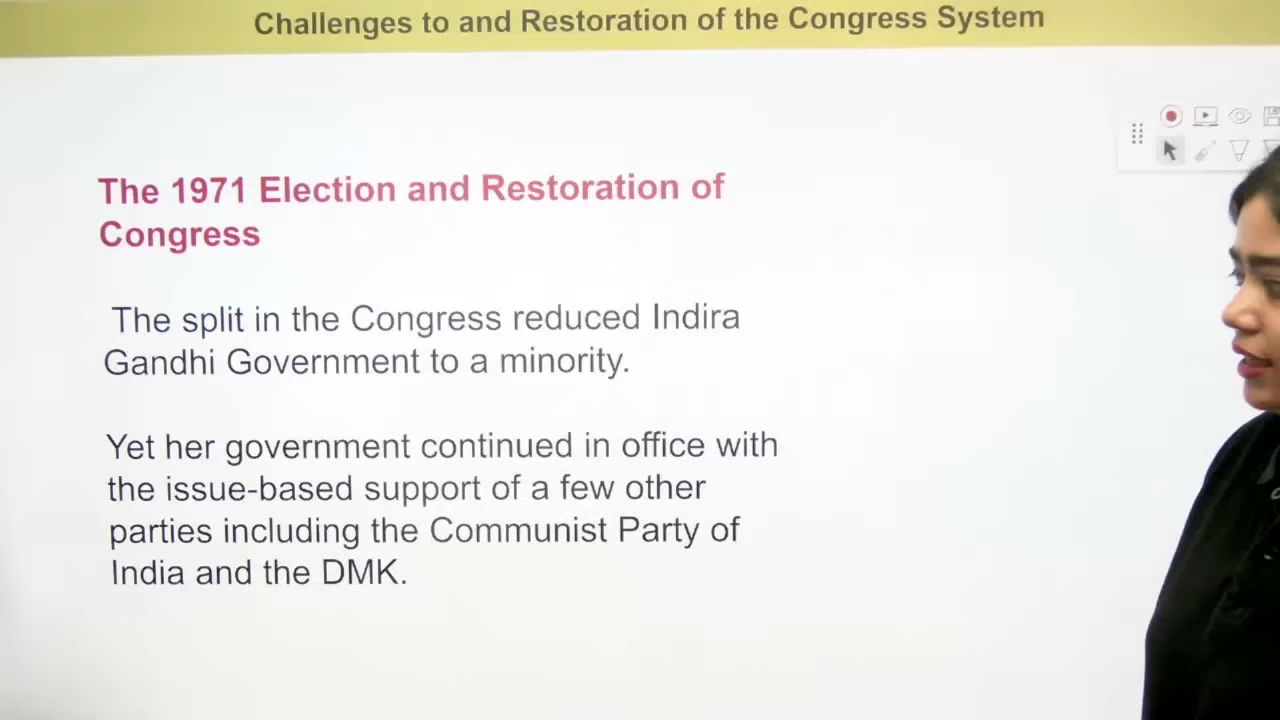 Challenges to and Restoration of the Congress System
The 1971 Election and Restoration of
Congress
The split in the Congress reduced Indira
Gandhi Government to a minority.
Yet her government continued in office with
the issue-based support of a few other
parties including the Communist Party of
India and the DMK.